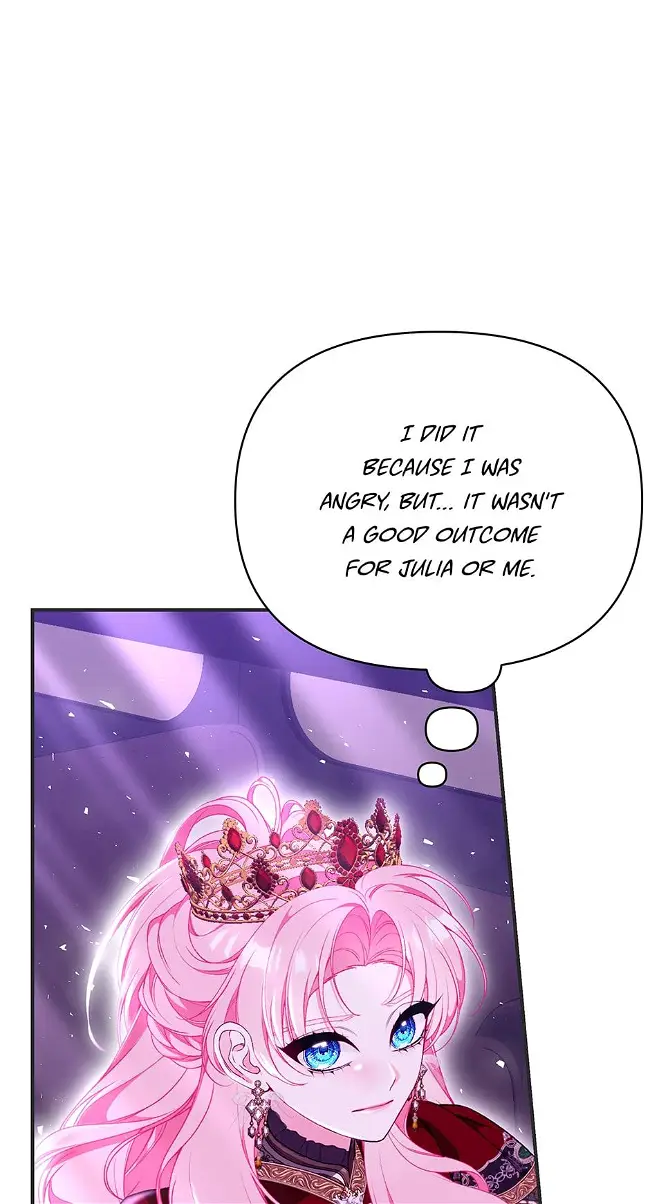 I DID IT
BECAUSE I WAS
ANGRY, BUT... IT WASN'T
A GOOD OUTCOME
FOR JULIA OR ME.